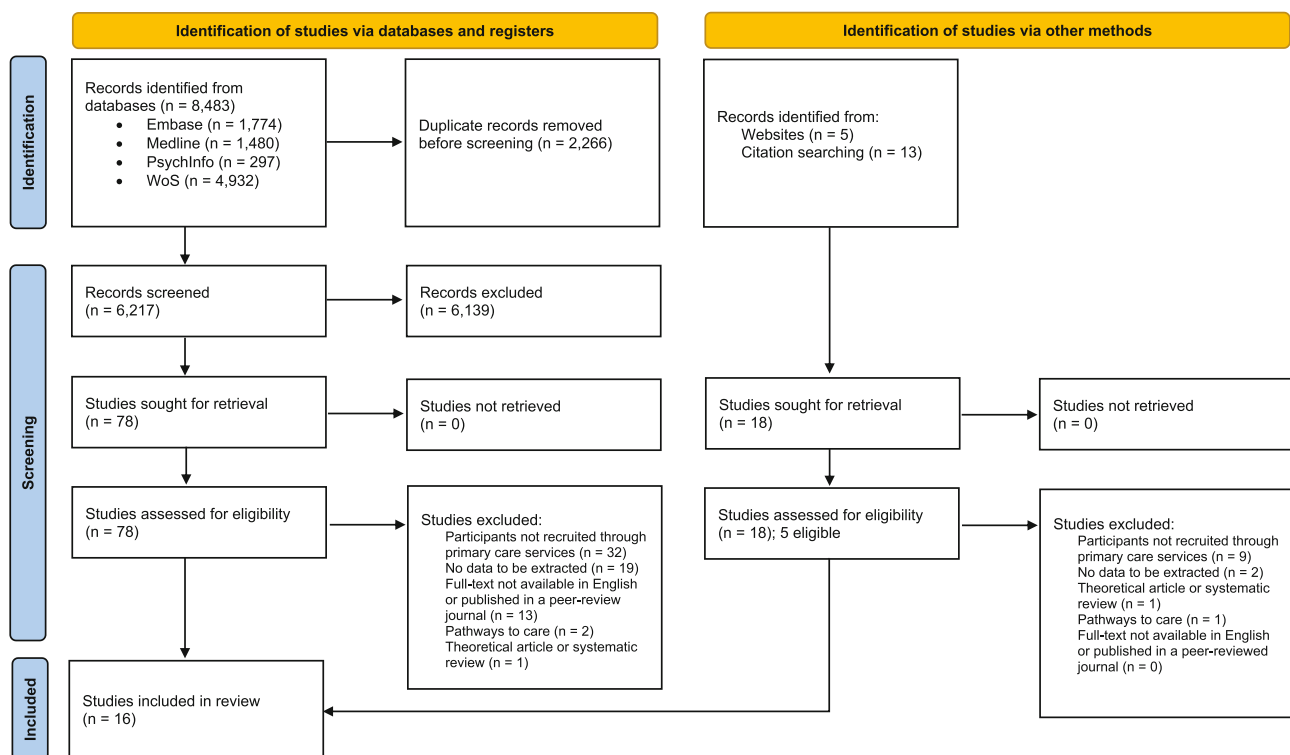 Identification of studies via databases and registers
Identification of studies via other methods
Identification
Records identified from
databases (n = 8,483)
• Embase (n = 1,774)
• Medline (n = 1,480)
• PsychInfo (n = 297)
• WoS (n = 4,932)
Duplicate records removed
before screening (n = 2,266)
Records identified from:
Websites (n = 5)
Citation searching (n = 13)
Screening
Records screened
(n = 6,217)
Records excluded
(n = 6,139)
Studies sought for retrieval
(n = 78)
Studies not retrieved
(n = 0)
Studies sought for retrieval
(n = 18)
Studies not retrieved
(n = 0)
Studies assessed for eligibility
(n = 78)
Studies excluded:
Participants not recruited through
primary care services (n = 32)
No data to be extracted (n = 19)
Full-text not available in English
or published in a peer-review
journal (n = 13)
Pathways to care (n = 2)
Theoretical article or systematic
review (n = 1)
Studies assessed for eligibility
(n = 18); 5 eligible
Studies excluded:
Participants not recruited through
primary care services (n = 9)
No data to be extracted (n = 2)
Theoretical article or systematic
review (n = 1)
Pathways to care (n = 1)
Full-text not available in English
or published in a peer-reviewed
journal (n = 0)
Included
Studies included in review
(n = 16)